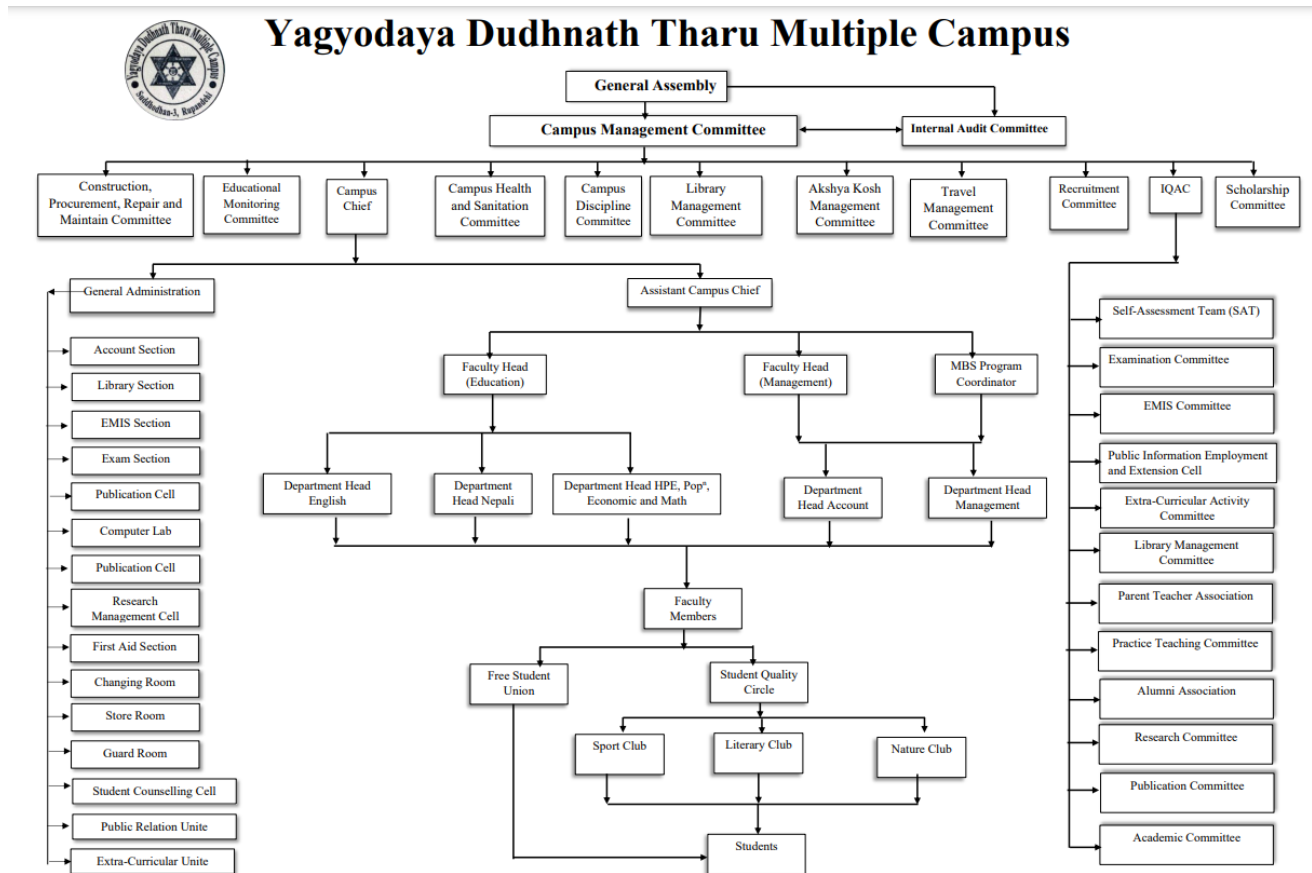 Yagyodaya Dudhnath Tharu Multiple Campus
Yagyodaya Dudhnath Tharu Multiple Campus
Suddhodhan-3, Rupandehi
General Assembly
Campus Management Committee
Internal Audit Committee
Construction,
Procurement, Repair and
Maintain Committee
Educational
Monitoring
Committee
Campus
Chief
Campus Health
and Sanitation
Committee
Campus
Discipline
Committee
Library
Management
Committee
Akshya Kosh
Management
Committee
Travel
Management
Committee
Recruitment
Committee
IQAC
Scholarship
Committee
General Administration
Assistant Campus Chief
Account Section
Library Section
EMIS Section
Exam Section
Publication Cell
Computer Lab
Publication Cell
Research
Management Cell
First Aid Section
Changing Room
Store Room
Guard Room
Student Counselling Cell
Public Relation Unite
Extra-Curricular Unite
Faculty Head
(Education)
Faculty Head
(Management)
MBS Program
Coordinator
Department Head
English
Department
Head Nepali
Department Head HPE, Popⁿ,
Economic and Math
Department
Head Account
Department Head
Management
Faculty
Members
Free Student
Union
Student Quality
Circle
Sport Club
Literary Club
Nature Club
Students
Self-Assessment Team (SAT)
Examination Committee
EMIS Committee
Public Information Employment
and Extension Cell
Extra-Curricular Activity
Committee
Library Management
Committee
Parent Teacher Association
Practice Teaching Committee
Alumni Association
Research Committee
Publication Committee
Academic Committee